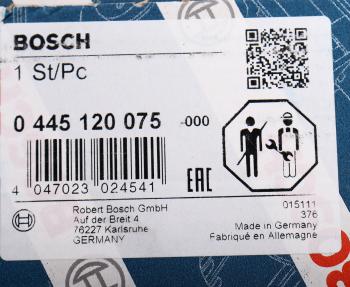 BOSCH
1 St/Pc
0 445 120 075 -000
4 047023 024541
EAC
015111
376
Robert Bosch GmbH
Auf der Breit 4
76227 Karlsruhe
GERMANY
Made in Germany
Fabriqué en Allemagne